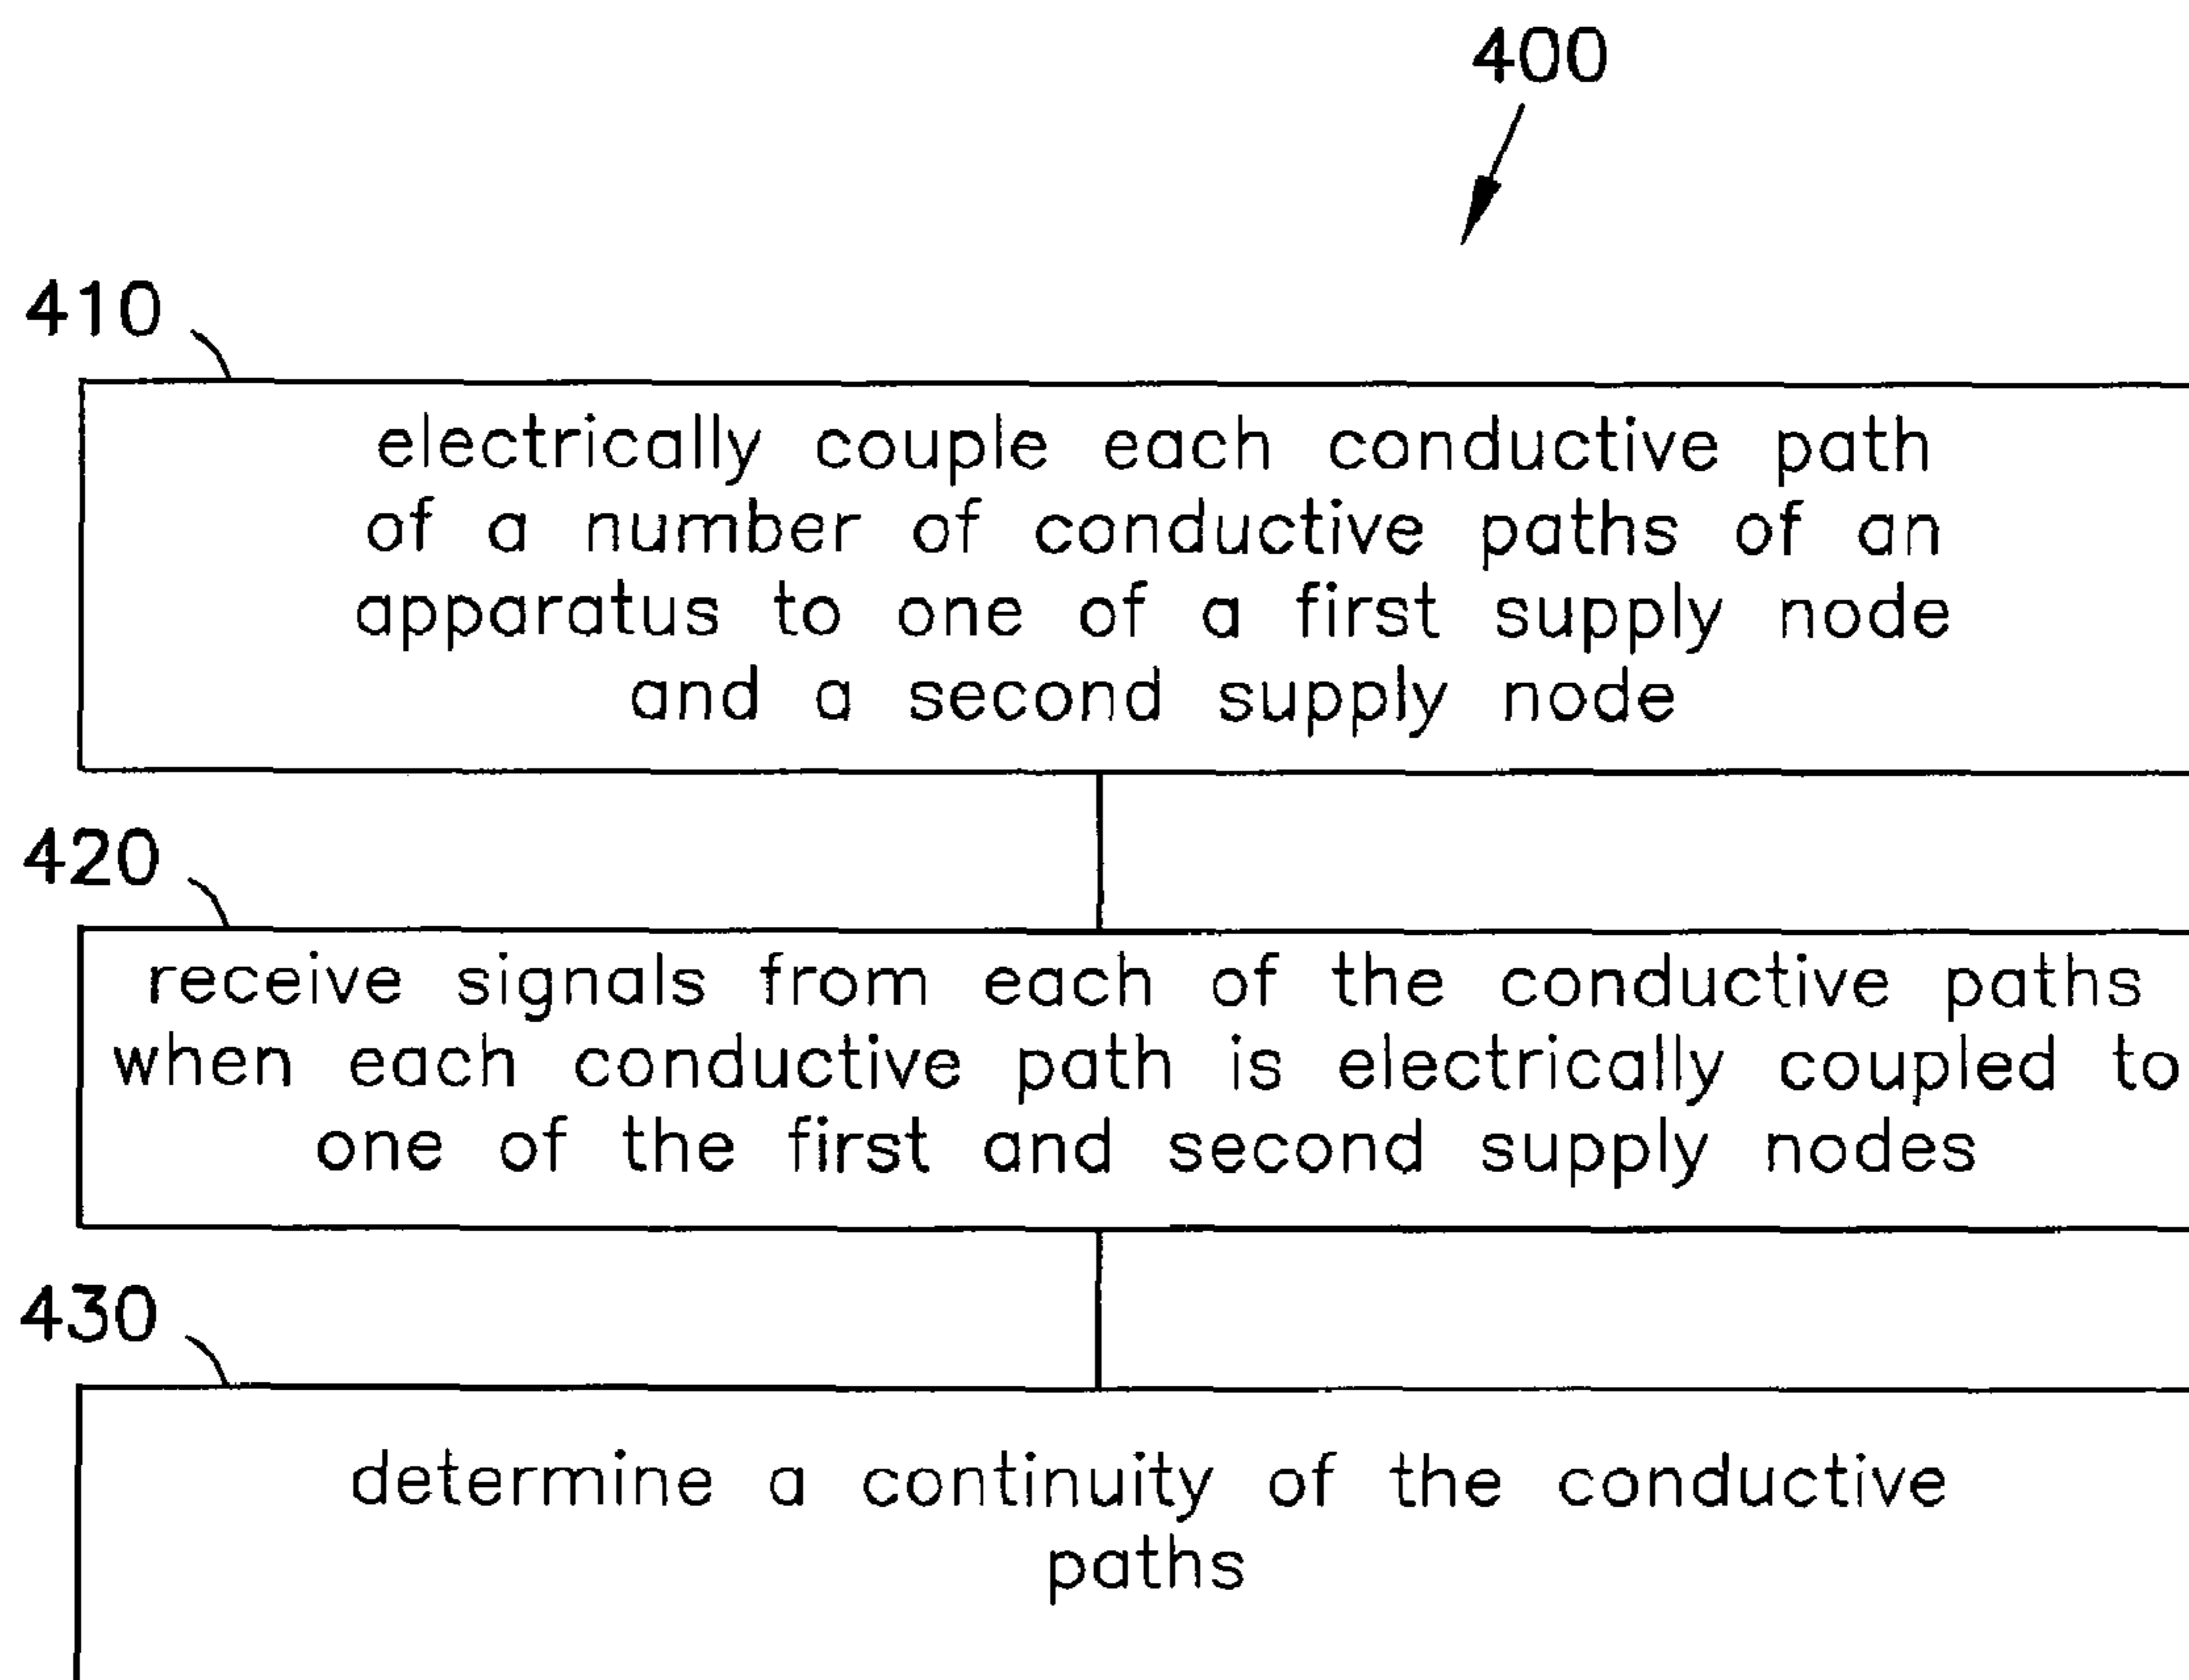 400
410
electrically couple each conductive path
of a number of conductive paths of an
apparatus to one of a first supply node
and a second supply node
420
receive signals from each of the conductive paths
when each conductive path is electrically coupled to
one of the first and second supply nodes
430
determine a continuity of the conductive
paths